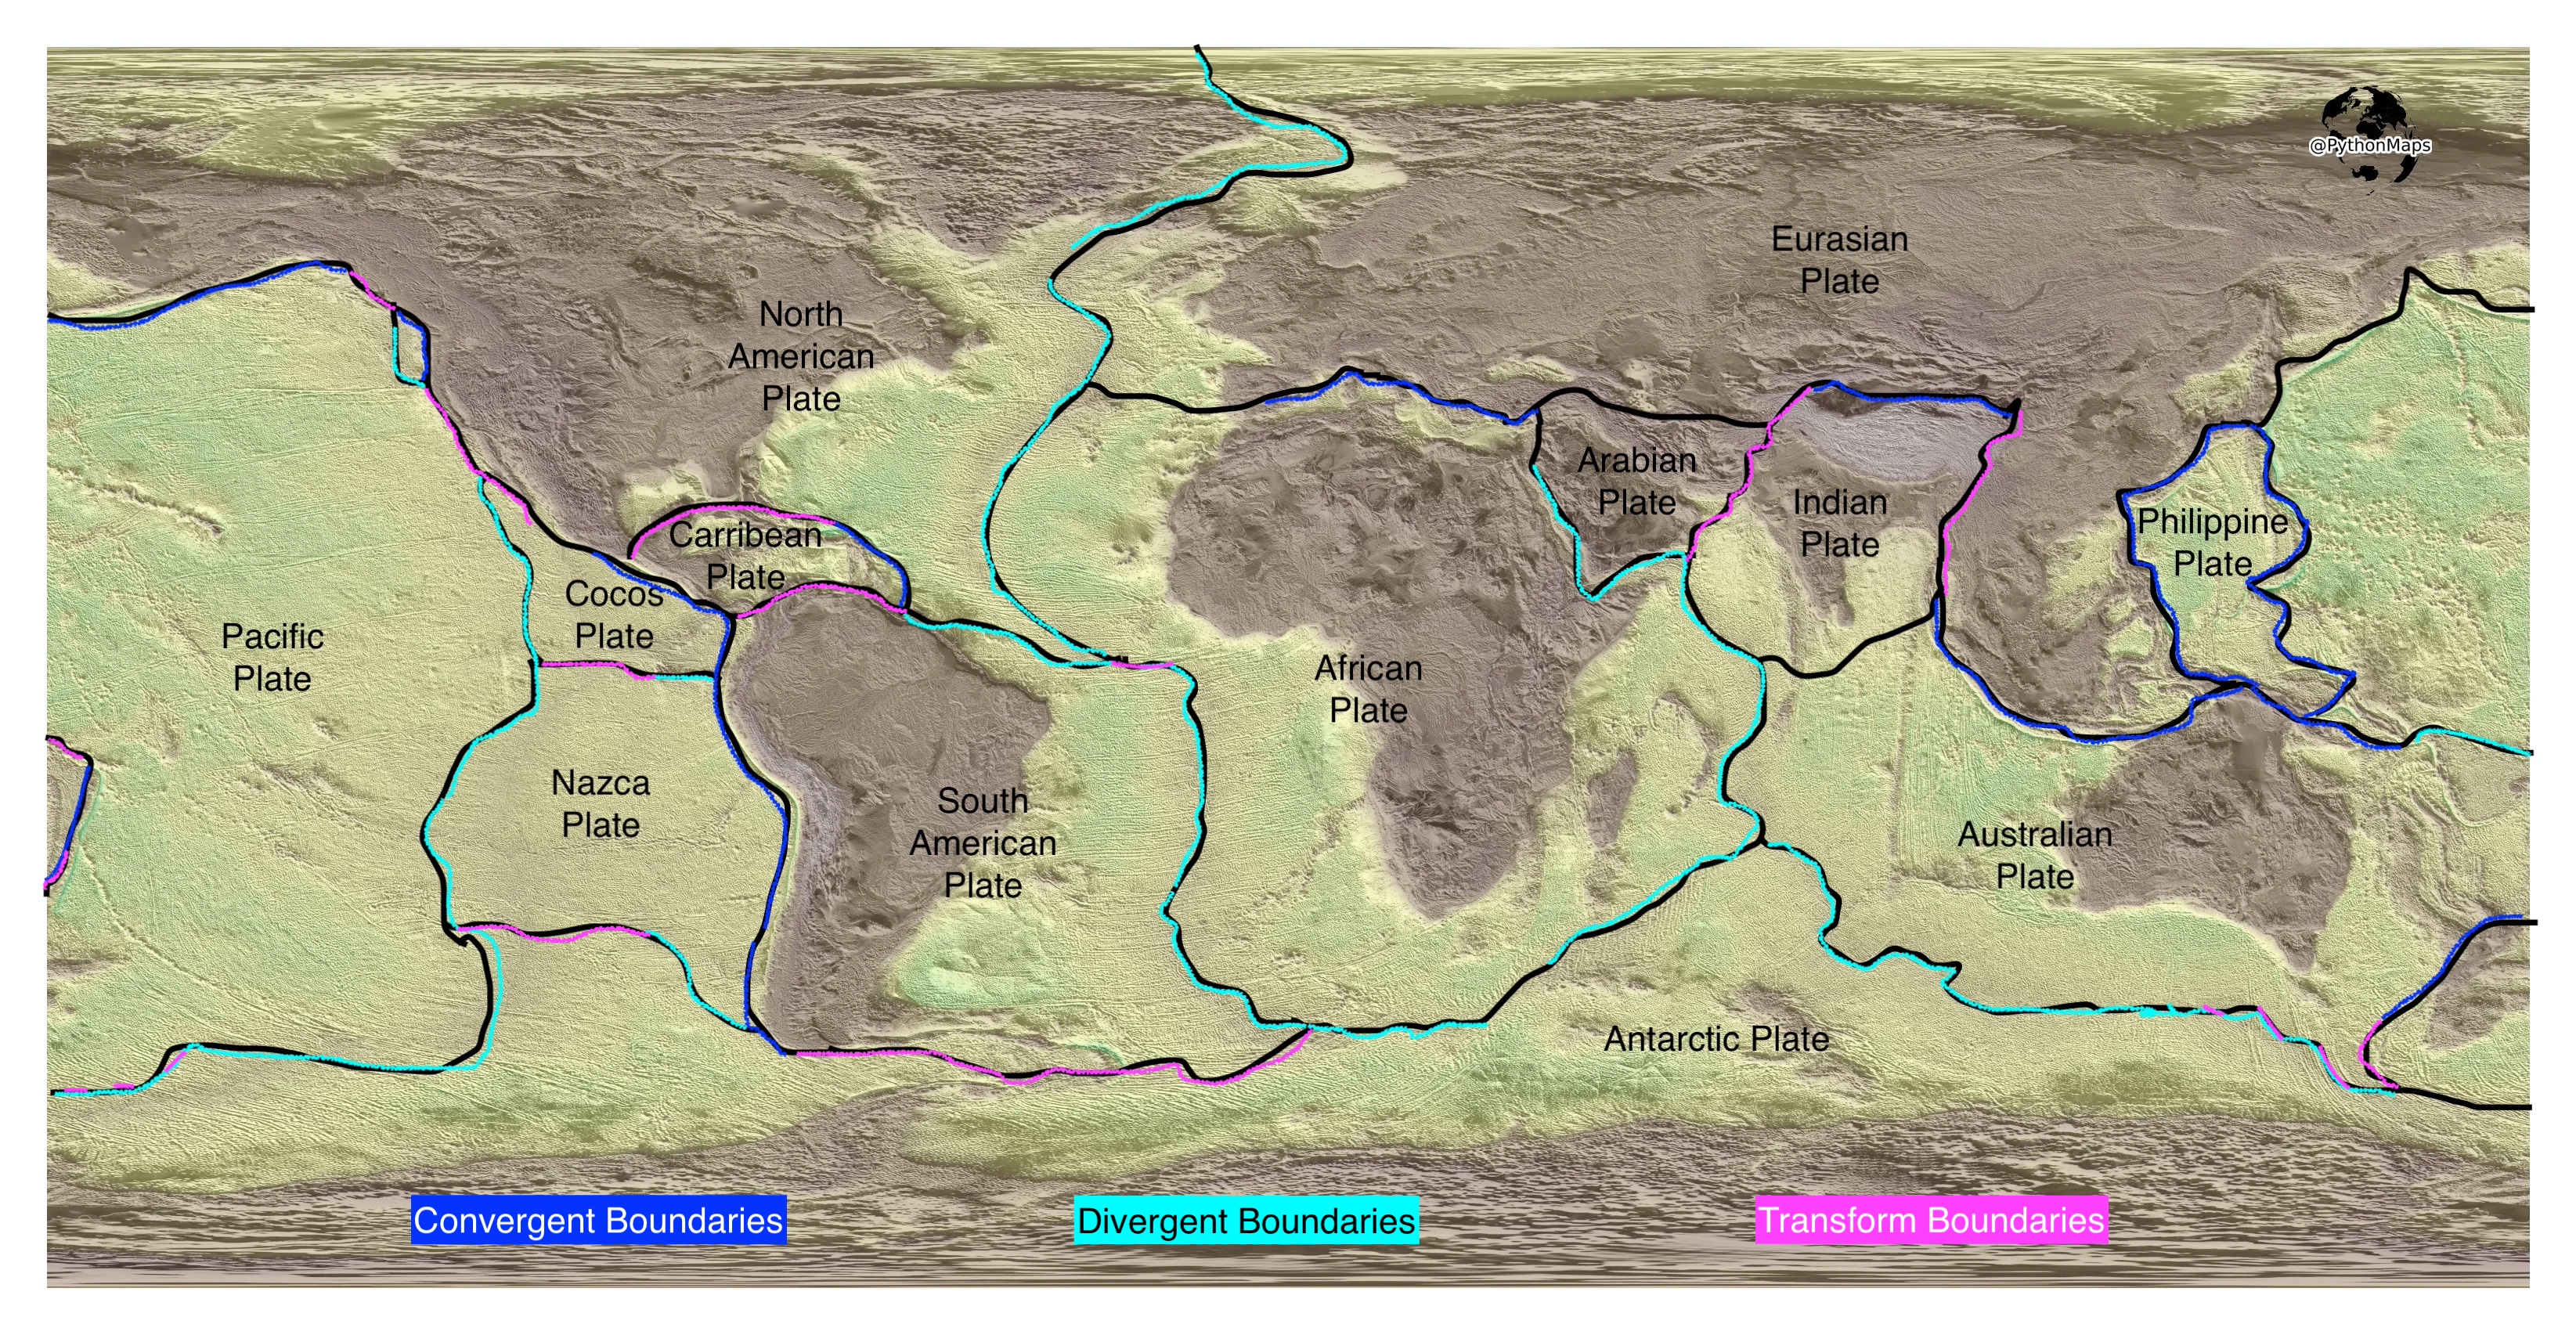 @PythonMaps
Eurasian
Plate
North
American
Plate
Arabian
Plate
Indian
Plate
Philippine
Plate
Carribean
Plate
Cocos
Plate
Pacific
Plate
African
Plate
Nazca
Plate
South
American
Plate
Australian
Plate
Antarctic Plate
Convergent Boundaries
Divergent Boundaries
Transform Boundaries